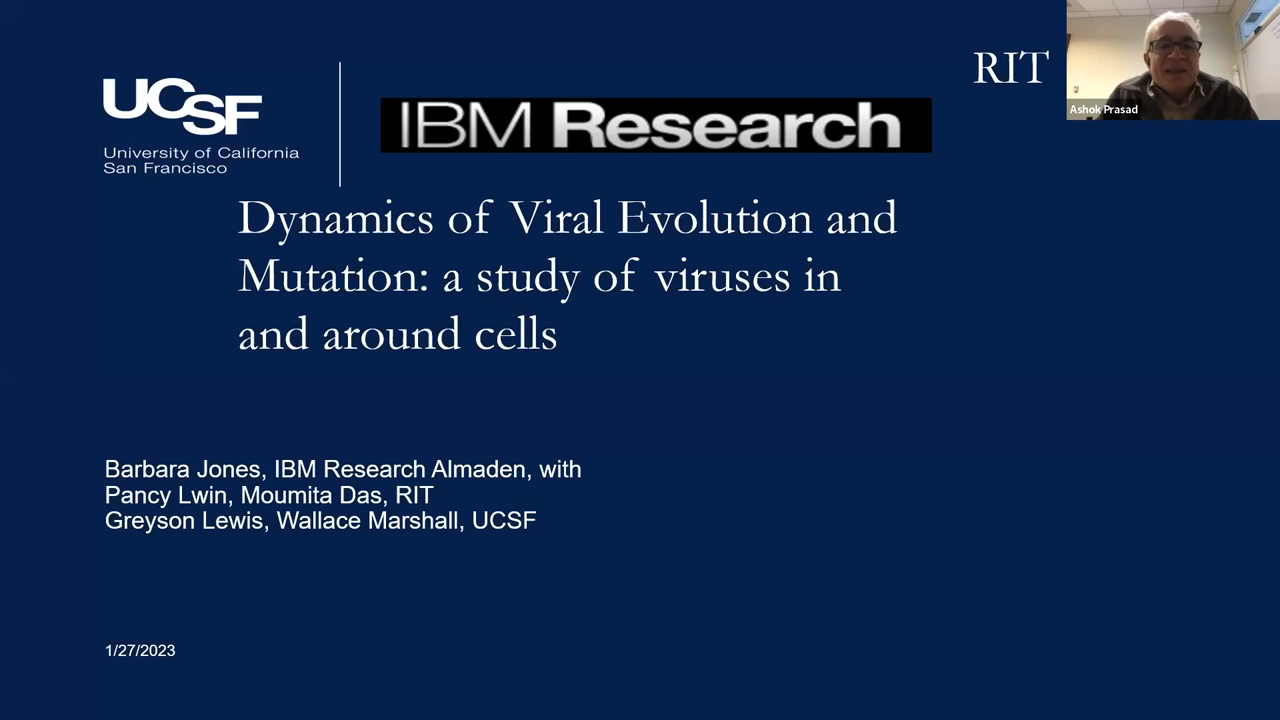 UCSF
University of California
San Francisco
IBM Research
RIT
Ashok Prasad
Dynamics of Viral Evolution and
Mutation: a study of viruses in
and around cells
Barbara Jones, IBM Research Almaden, with
Pancy Lwin, Moumita Das, RIT
Greyson Lewis, Wallace Marshall, UCSF
1/27/2023